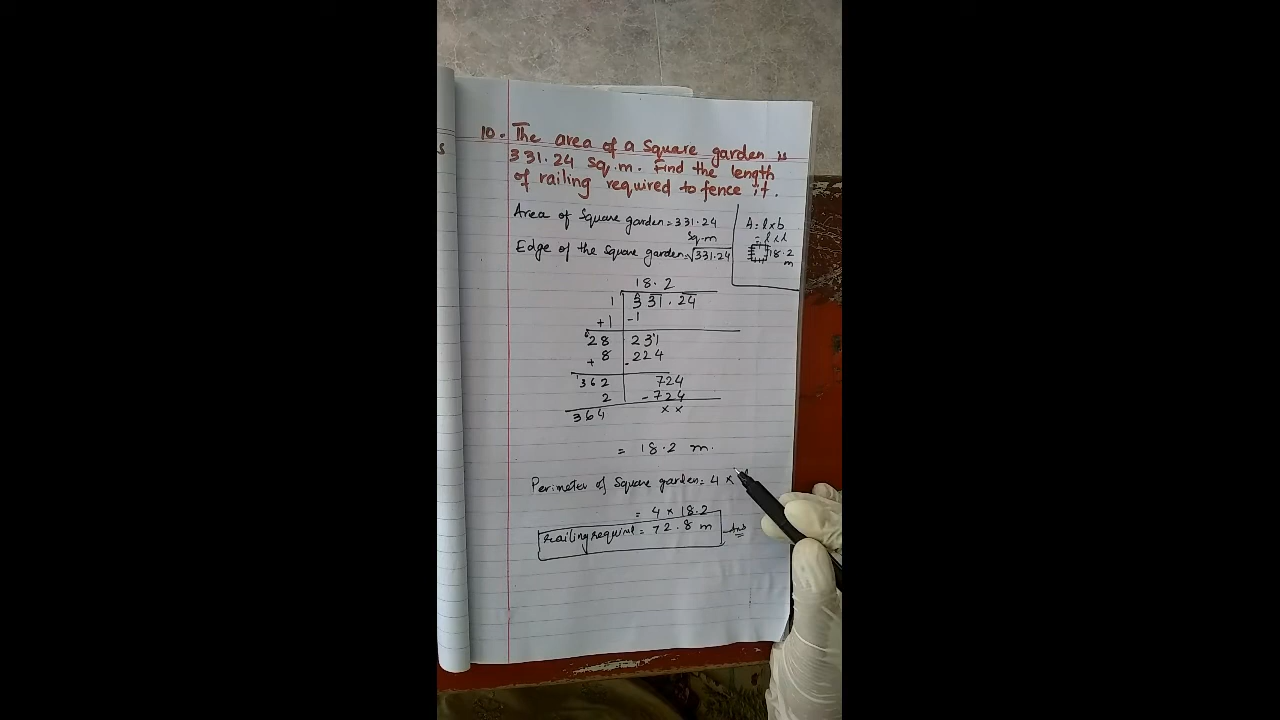 s
10. The area of a Square garden is
331.24 sq.m. Find the length
of railing required to fence it.
Area of Square garden = 331.24
Sq.m
Edge of the Square garden = √331.24
A = l x b
= l x l
18.2
m
18.2
1 3 31 . 24
+1 -1
28 231
+ 8 -224
362 724
2 -724
364 x x
= 18.2 m.
Perimeter of Square garden = 4 x
= 4 x 18.2
railing required = 72.8 m Ans